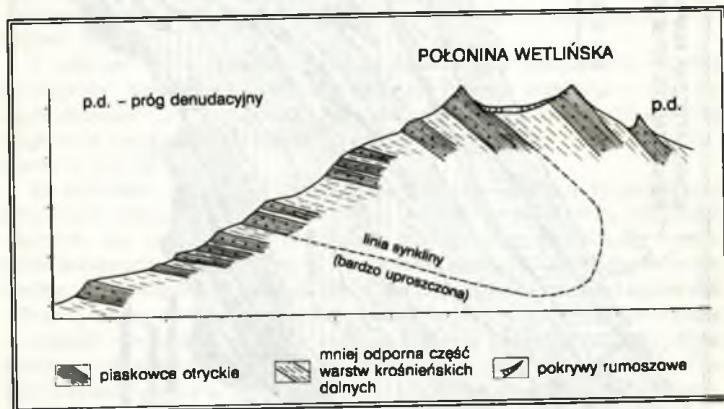 POŁONINA WETLIŃSKA
p.d. – próg denudacyjny
p.d.
linia synkliny
(bardzo uproszczona)
piaskowce otryckie
mniej odporna część
warstw krośnieńskich
dolnych
pokrywy rumoszowe